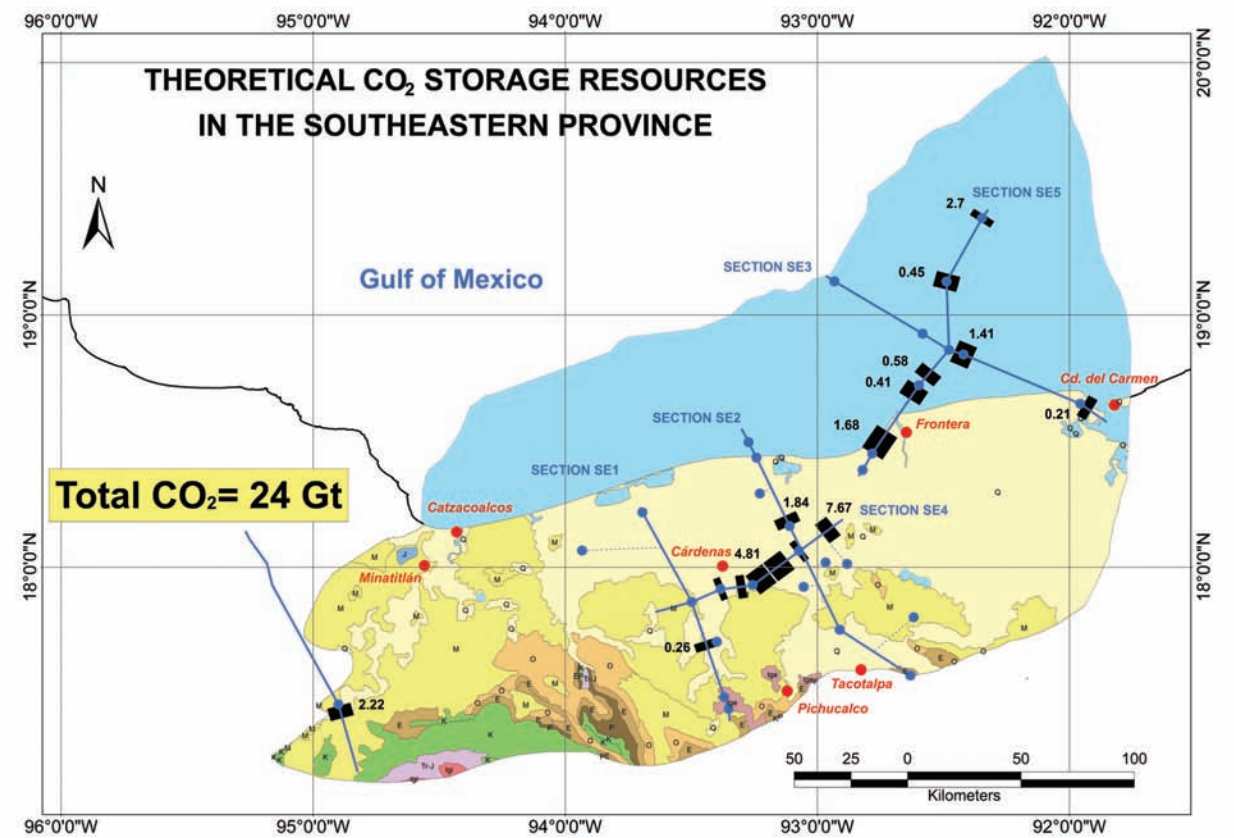 96°0'0"W 95°0'0"W 94°0'0"W 93°0'0"W 92°0'0"W
THEORETICAL CO₂ STORAGE RESOURCES
IN THE SOUTHEASTERN PROVINCE
20°0'0"N
20°0'0"N
N
SECTION SE5
2.7
SECTION SE3
0.45
Gulf of Mexico
19°0'0"N
19°0'0"N
1.41
0.58
0.41
Cd. del Carmen
0.21
SECTION SE2
1.68
Frontera
SECTION SE1
Total CO₂= 24 Gt
Catzacoalcos
1.84
7.67
SECTION SE4
Cárdenas
4.81
Minatitlán
18°0'0"N
18°0'0"N
0.26
Tacotalpa
Pichucalco
2.22
50 25 0 50 100
Kilometers
96°0'0"W 95°0'0"W 94°0'0"W 93°0'0"W 92°0'0"W